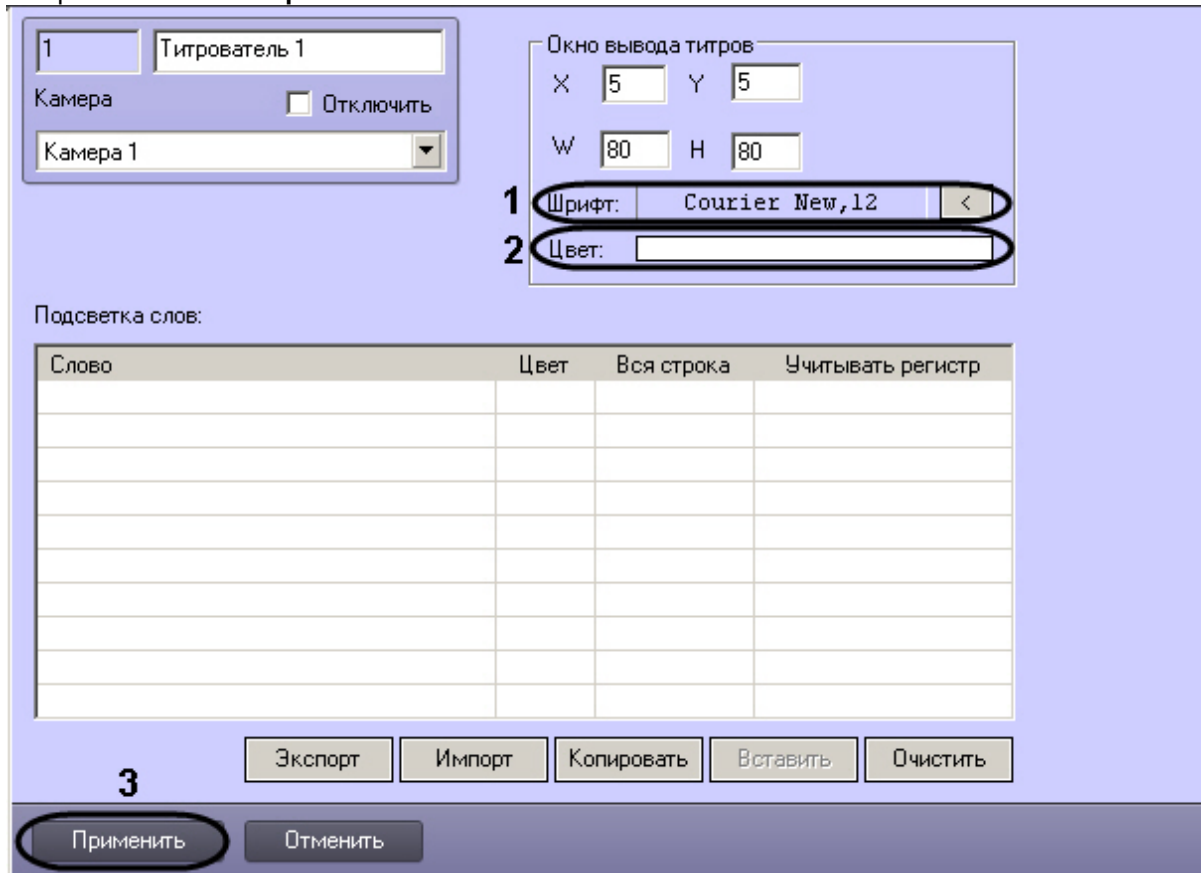 1 Титрователь 1
Камера Отключить
Камера 1
Окно вывода титров
X 5 Y 5
W 80 H 80
1 Шрифт: Courier New,12 <
2 Цвет:
Подсветка слов:
Слово Цвет Вся строка Учитывать регистр
Экспорт Импорт Копировать Вставить Очистить
3
Применить Отменить